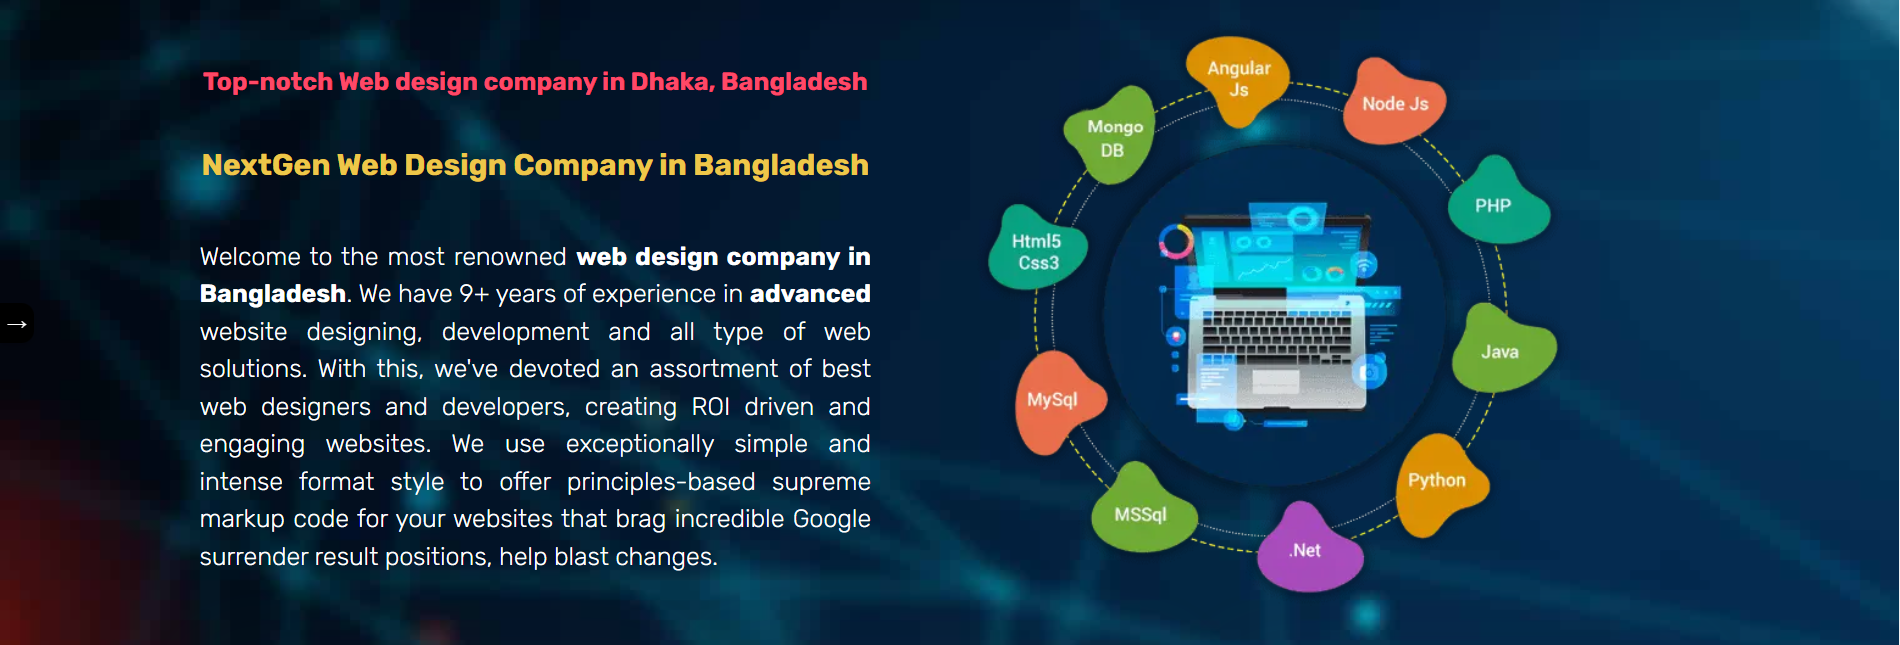 Top-notch Web design company in Dhaka, Bangladesh
NextGen Web Design Company in Bangladesh
Welcome to the most renowned web design company in
Bangladesh. We have 9+ years of experience in advanced
website designing, development and all type of web
solutions. With this, we've devoted an assortment of best
web designers and developers, creating ROI driven and
engaging websites. We use exceptionally simple and
intense format style to offer principles-based supreme
markup code for your websites that brag incredible Google
surrender result positions, help blast changes.
→
Angular
Js
Node Js
Mongo
DB
PHP
Html5
Css3
Java
MySql
Python
MSSql
.Net